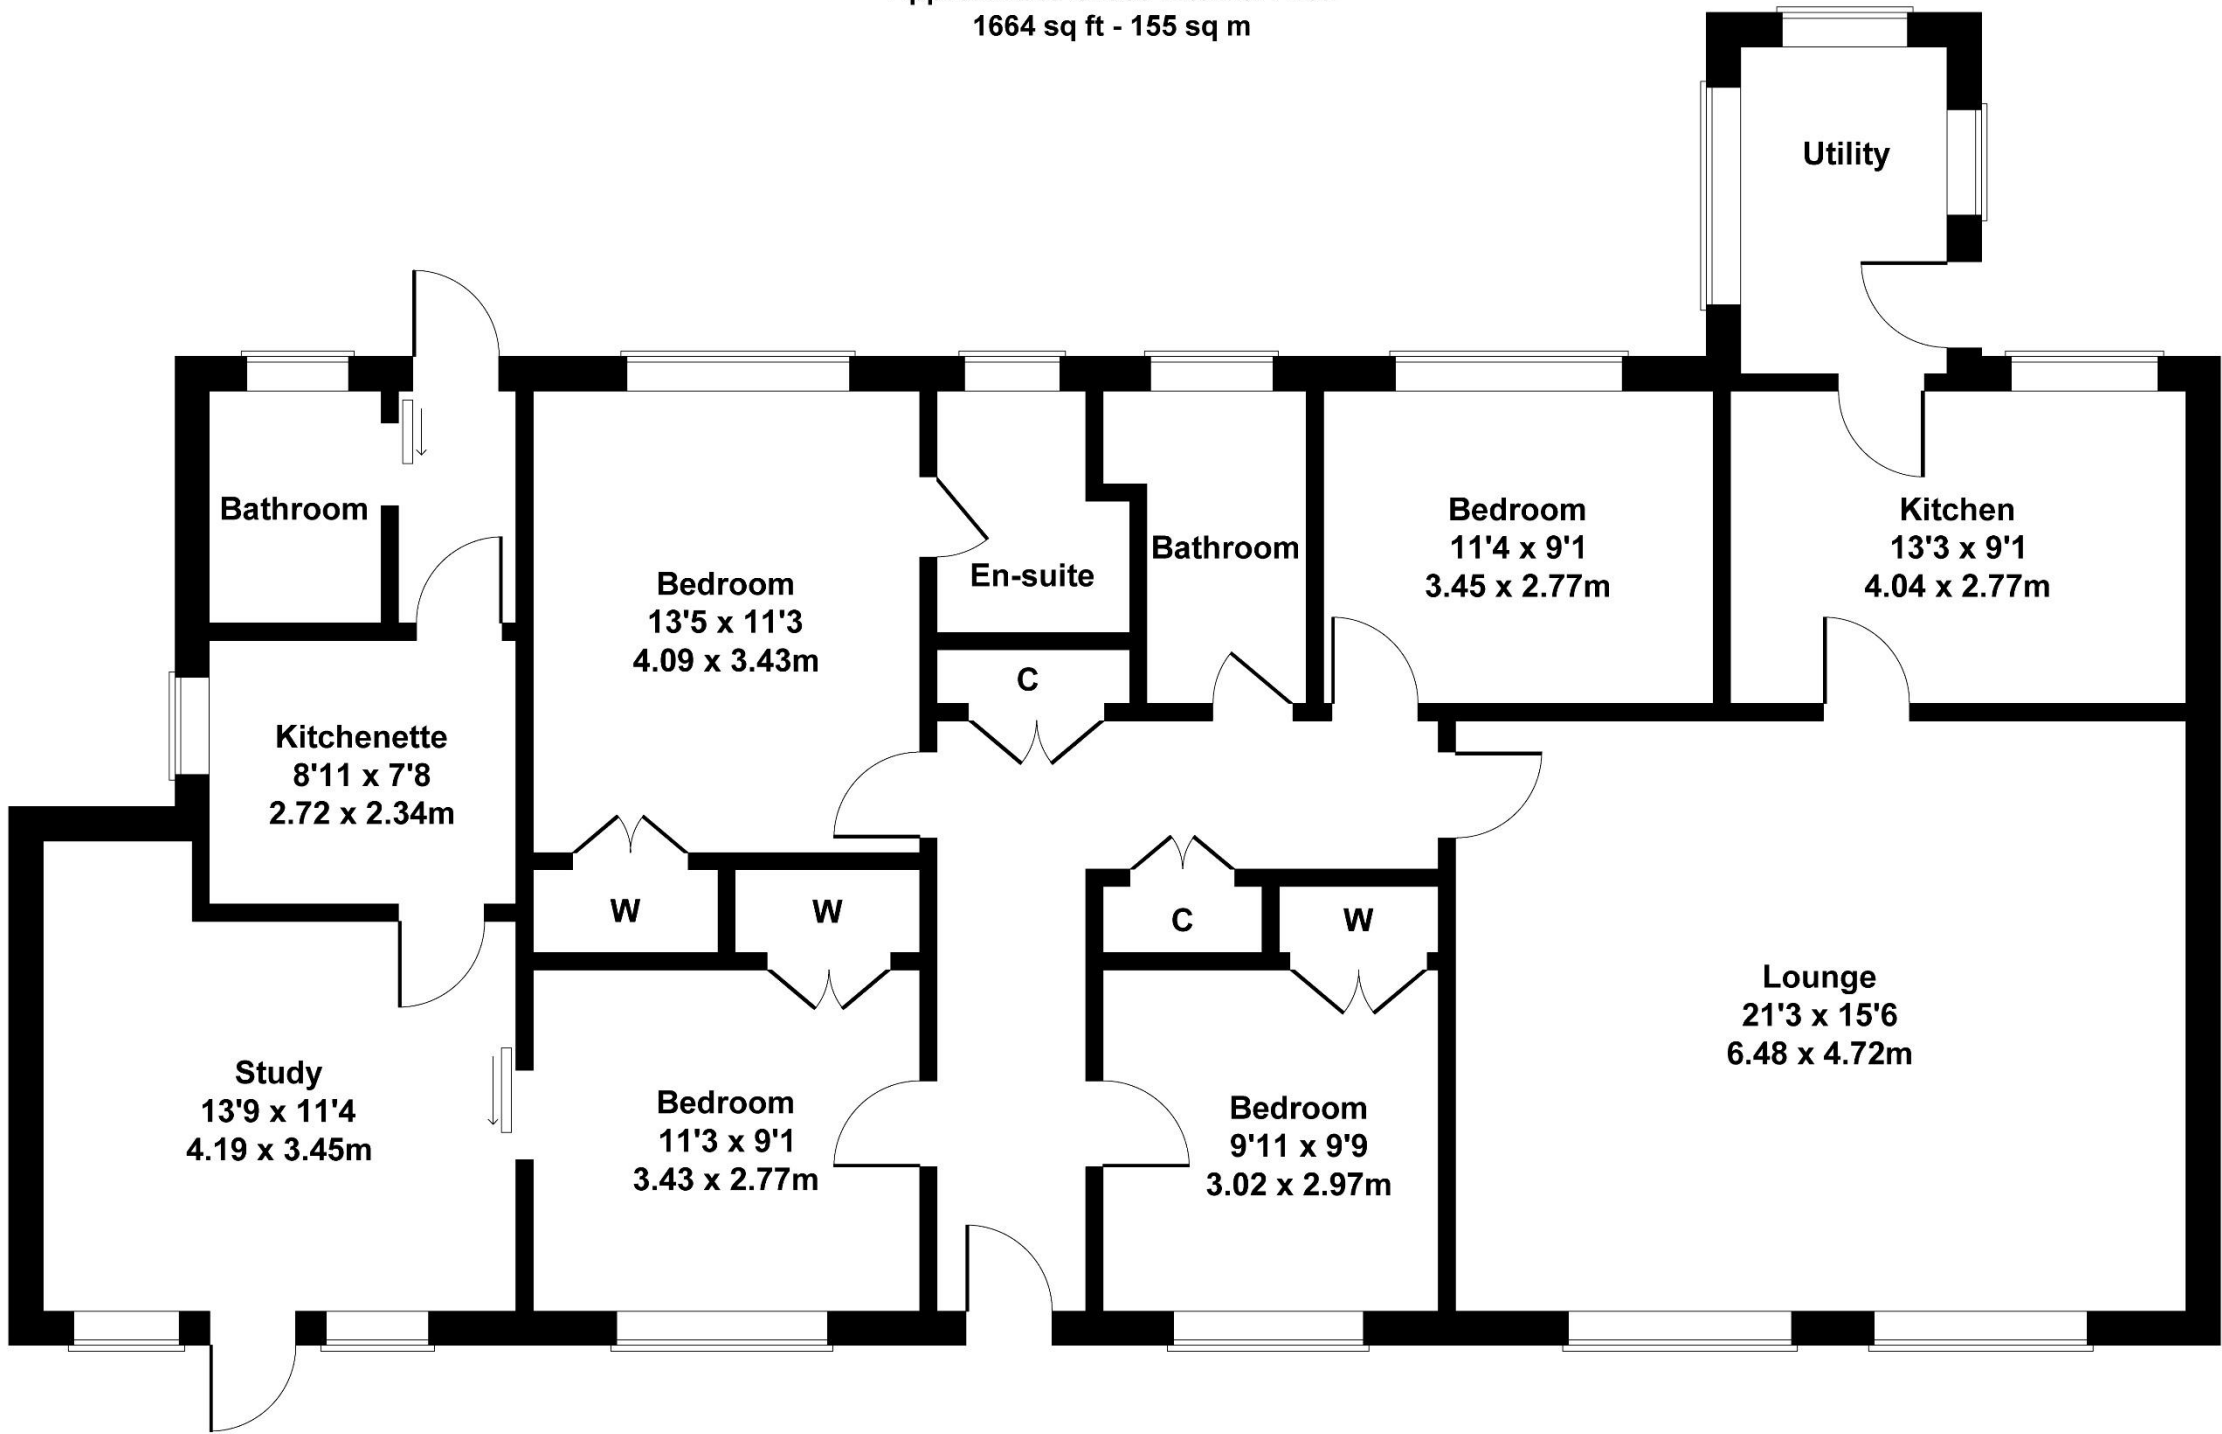 1664 sq ft - 155 sq m
Utility
Bathroom
Bedroom
13'5 x 11'3
4.09 x 3.43m
En-suite
Bathroom
Bedroom
11'4 x 9'1
3.45 x 2.77m
Kitchen
13'3 x 9'1
4.04 x 2.77m
C
Kitchenette
8'11 x 7'8
2.72 x 2.34m
W
W
C
W
Study
13'9 x 11'4
4.19 x 3.45m
Bedroom
11'3 x 9'1
3.43 x 2.77m
Bedroom
9'11 x 9'9
3.02 x 2.97m
Lounge
21'3 x 15'6
6.48 x 4.72m